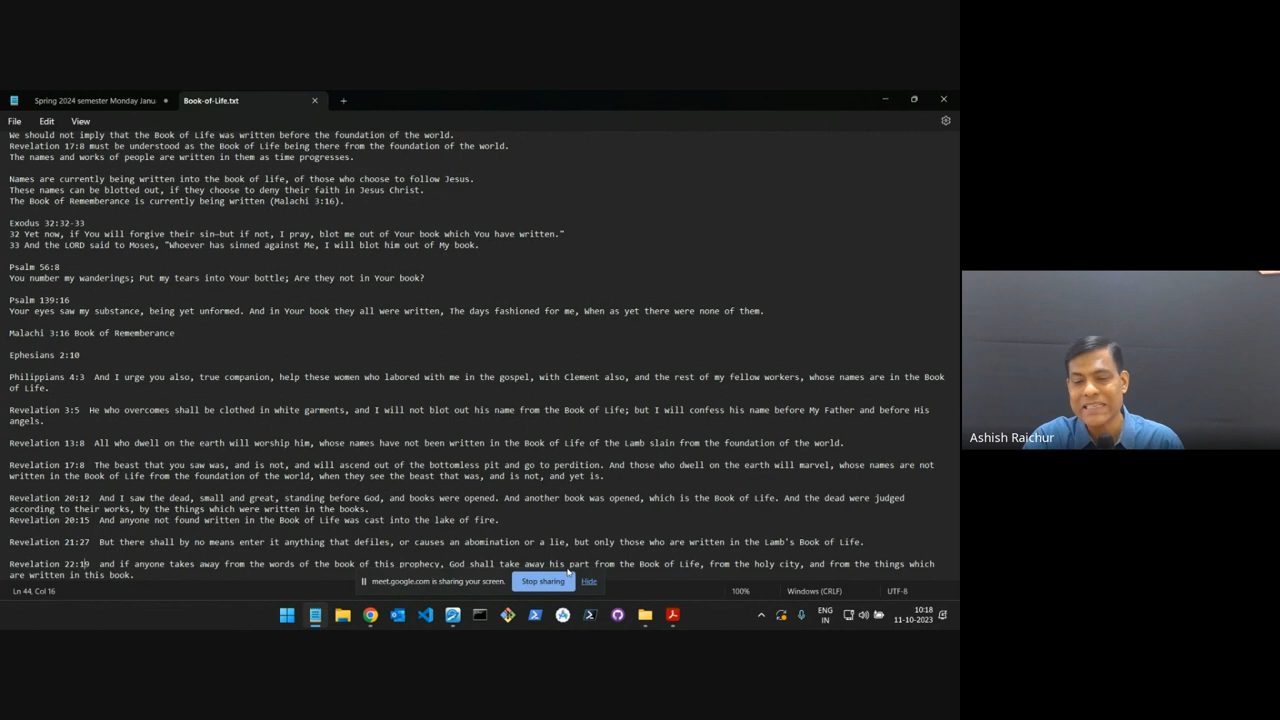 Spring 2024 semester Monday Janu
Book-of-Life.txt
File Edit View
We should not imply that the Book of Life was written before the foundation of the world.
Revelation 17:8 must be understood as the Book of Life being there from the foundation of the world.
The names and works of people are written in them as time progresses.
Names are currently being written into the book of life, of those who choose to follow Jesus.
These names can be blotted out, if they choose to deny their faith in Jesus Christ.
The Book of Rememberance is currently being written (Malachi 3:16).
Exodus 32:32-33
32 Yet now, if You will forgive their sin—but if not, I pray, blot me out of Your book which You have written."
33 And the LORD said to Moses, "Whoever has sinned against Me, I will blot him out of My book.
Psalm 56:8
You number my wanderings; Put my tears into Your bottle; Are they not in Your book?
Psalm 139:16
Your eyes saw my substance, being yet unformed. And in Your book they all were written, The days fashioned for me, When as yet there were none of them.
Malachi 3:16 Book of Rememberance
Ephesians 2:10
Philippians 4:3 And I urge you also, true companion, help these women who labored with me in the gospel, with Clement also, and the rest of my fellow workers, whose names are in the Book
of Life.
Revelation 3:5 He who overcomes shall be clothed in white garments, and I will not blot out his name from the Book of Life; but I will confess his name before My Father and before His
angels.
Revelation 13:8 All who dwell on the earth will worship him, whose names have not been written in the Book of Life of the Lamb slain from the foundation of the world.
Revelation 17:8 The beast that you saw was, and is not, and will ascend out of the bottomless pit and go to perdition. And those who dwell on the earth will marvel, whose names are not
written in the Book of Life from the foundation of the world, when they see the beast that was, and is not, and yet is.
Revelation 20:12 And I saw the dead, small and great, standing before God, and books were opened. And another book was opened, which is the Book of Life. And the dead were judged
according to their works, by the things which were written in the books.
Revelation 20:15 And anyone not found written in the Book of Life was cast into the lake of fire.
Revelation 21:27 But there shall by no means enter it anything that defiles, or causes an abomination or a lie, but only those who are written in the Lamb's Book of Life.
Revelation 22:19 and if anyone takes away from the words of the book of this prophecy, God shall take away his part from the Book of Life, from the holy city, and from the things which
are written in this book.
meet.google.com is sharing your screen. Stop sharing Hide
Ln 44, Col 16 100% Windows (CRLF) UTF-8
ENG
IN
10:18
11-10-2023
Ashish Raichur